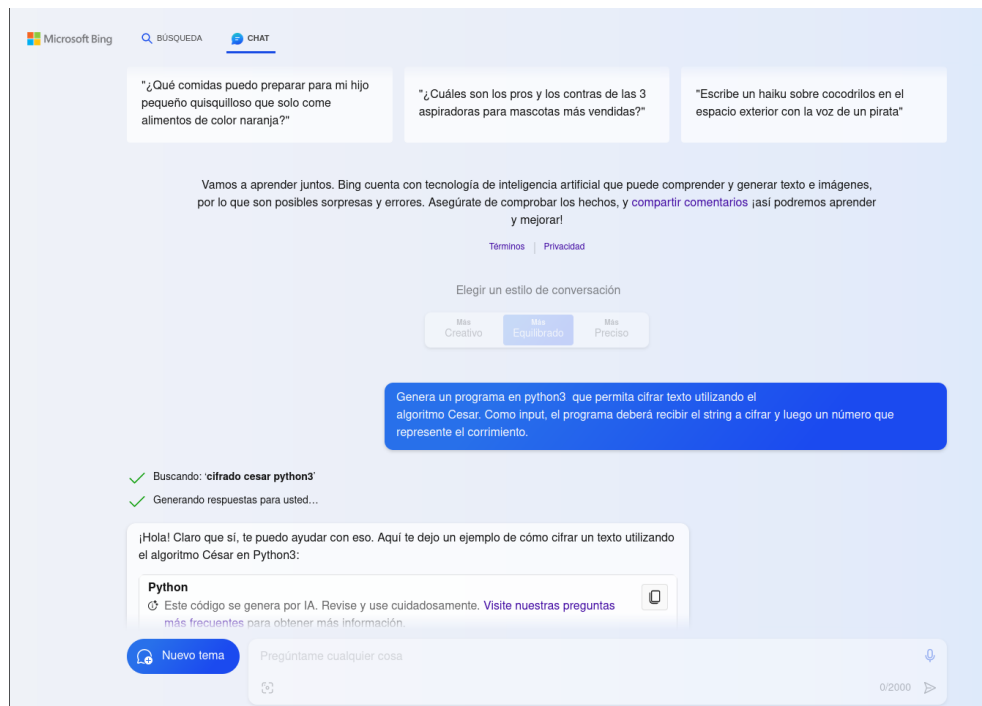 Microsoft Bing
BÚSQUEDA
CHAT
"¿Qué comidas puedo preparar para mi hijo
pequeño quisquilloso que solo come
alimentos de color naranja?"
"¿Cuáles son los pros y los contras de las 3
aspiradoras para mascotas más vendidas?"
"Escribe un haiku sobre cocodrilos en el
espacio exterior con la voz de un pirata"
Vamos a aprender juntos. Bing cuenta con tecnología de inteligencia artificial que puede comprender y generar texto e imágenes,
por lo que son posibles sorpresas y errores. Asegúrate de comprobar los hechos, y compartir comentarios ¡así podremos aprender
y mejorar!
Términos | Privacidad
Elegir un estilo de conversación
Más
Creativo
Más
Equilibrado
Más
Preciso
Genera un programa en python3 que permita cifrar texto utilizando el
algoritmo Cesar. Como input, el programa deberá recibir el string a cifrar y luego un número que
represente el corrimiento.
Buscando: 'cifrado cesar python3'
Generando respuestas para usted...
¡Hola! Claro que sí, te puedo ayudar con eso. Aquí te dejo un ejemplo de cómo cifrar un texto utilizando
el algoritmo César en Python3:
Python
Este código se genera por IA. Revise y use cuidadosamente. Visite nuestras preguntas
más frecuentes para obtener más información.
Nuevo tema
Pregúntame cualquier cosa
0/2000